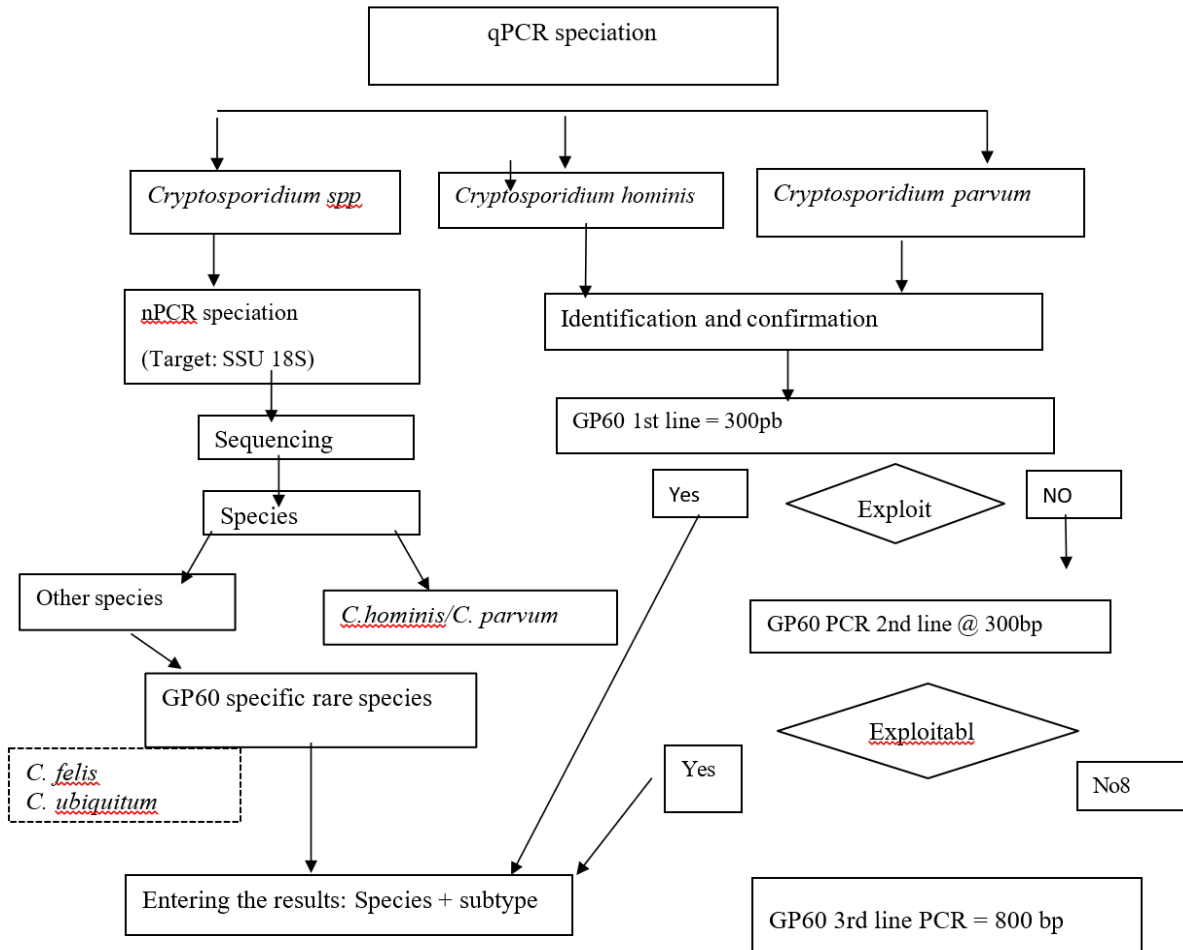 qPCR speciation
Cryptosporidium spp
Cryptosporidium hominis
Cryptosporidium parvum
nPCR speciation
(Target: SSU 18S)
Identification and confirmation
GP60 1st line = 300pb
Sequencing
Yes
Exploit
NO
Species
Other species
C.hominis/C. parvum
GP60 PCR 2nd line @ 300bp
GP60 specific rare species
Exploitabl
C. felis
C. ubiquitum
Yes
No8
Entering the results: Species + subtype
GP60 3rd line PCR = 800 bp